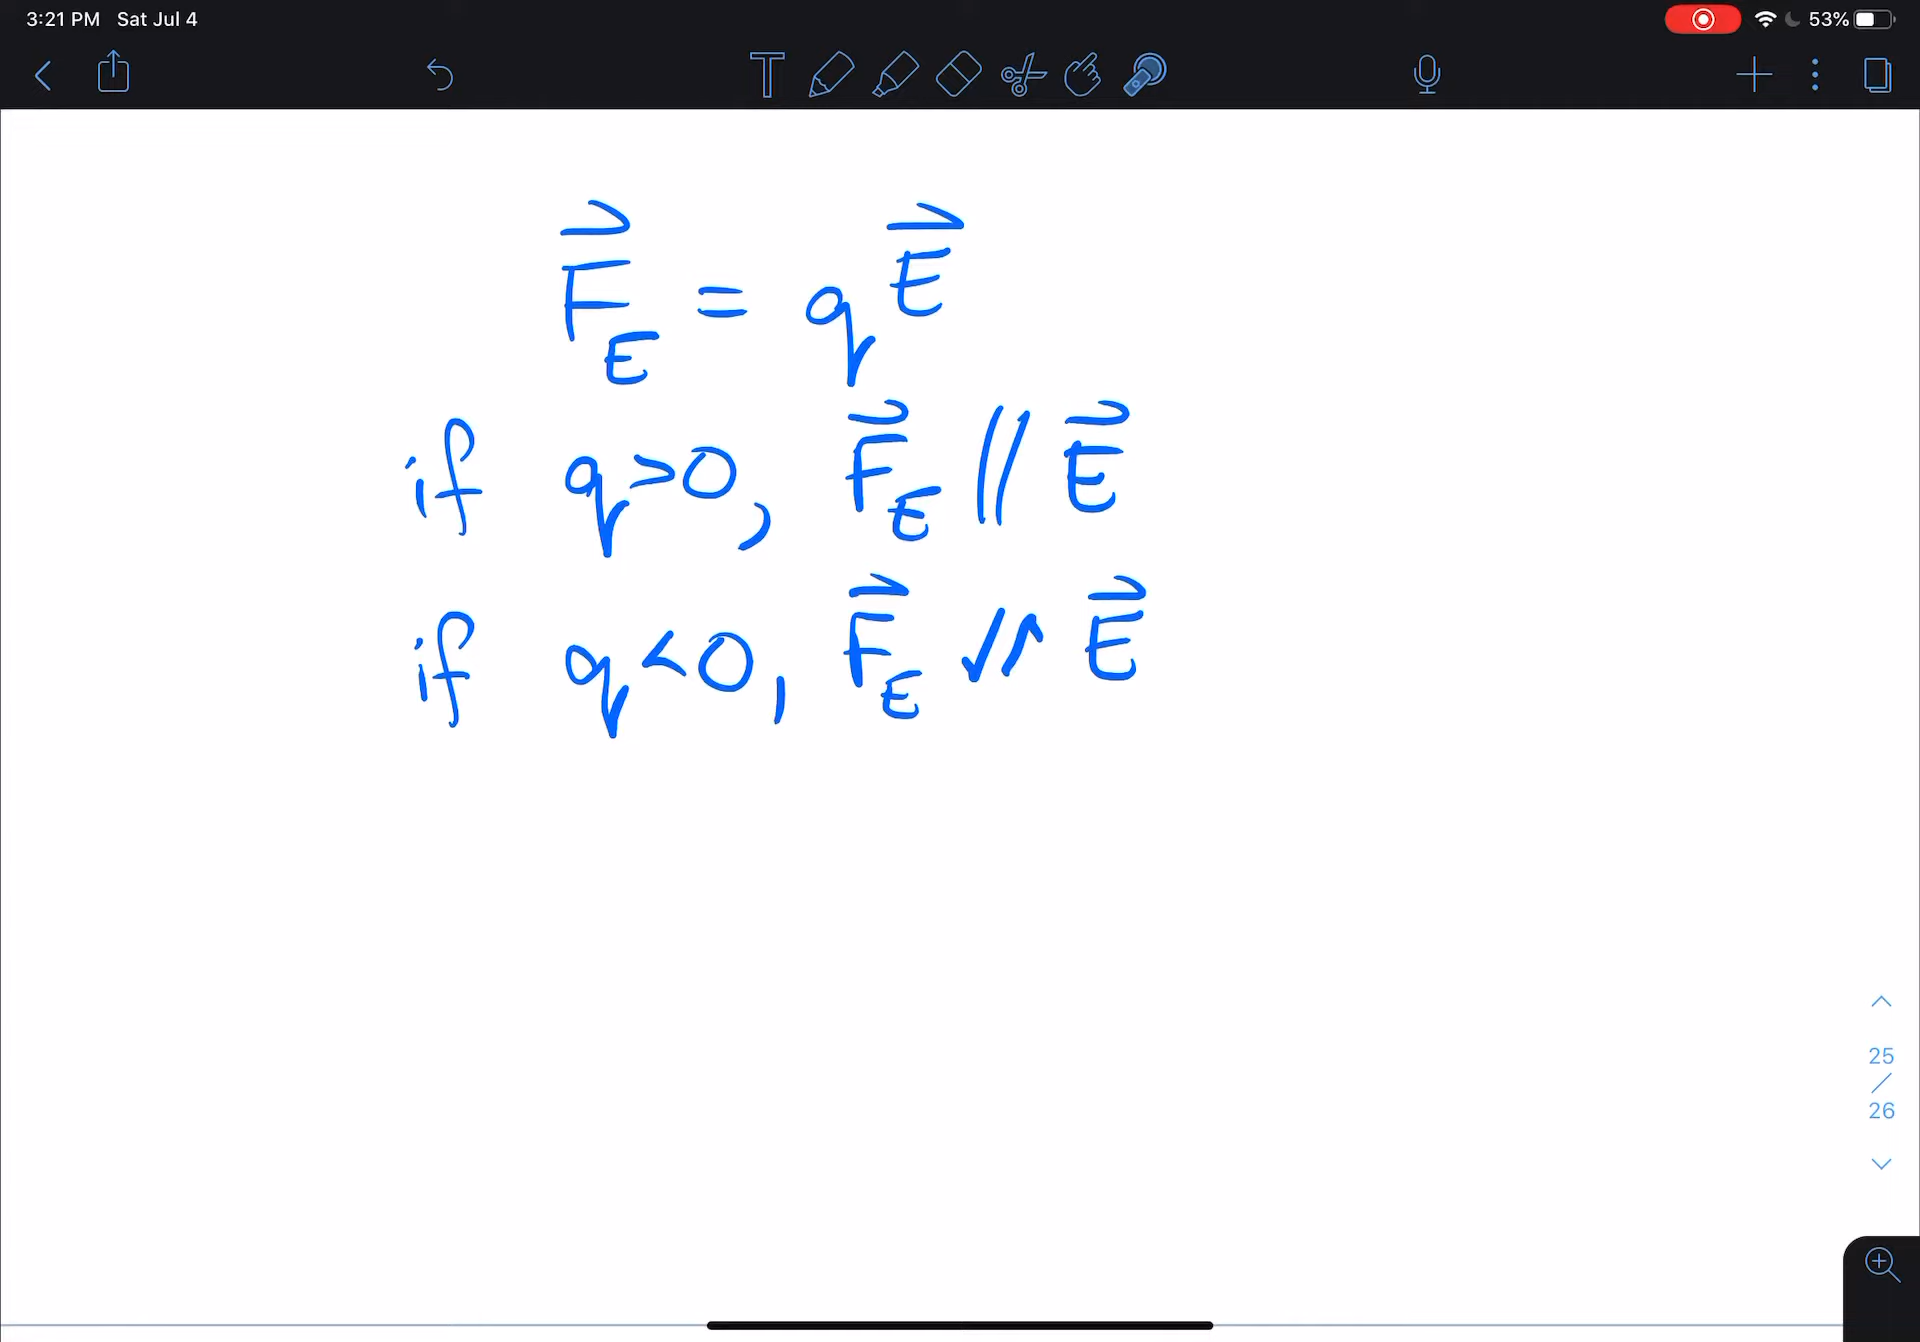 3:21 PM Sat Jul 4 53%
T
F⃗_E = q E⃗
if q>0, F⃗_E // E⃗
if q<0, F⃗_E ↙↗ E⃗
25
/
26